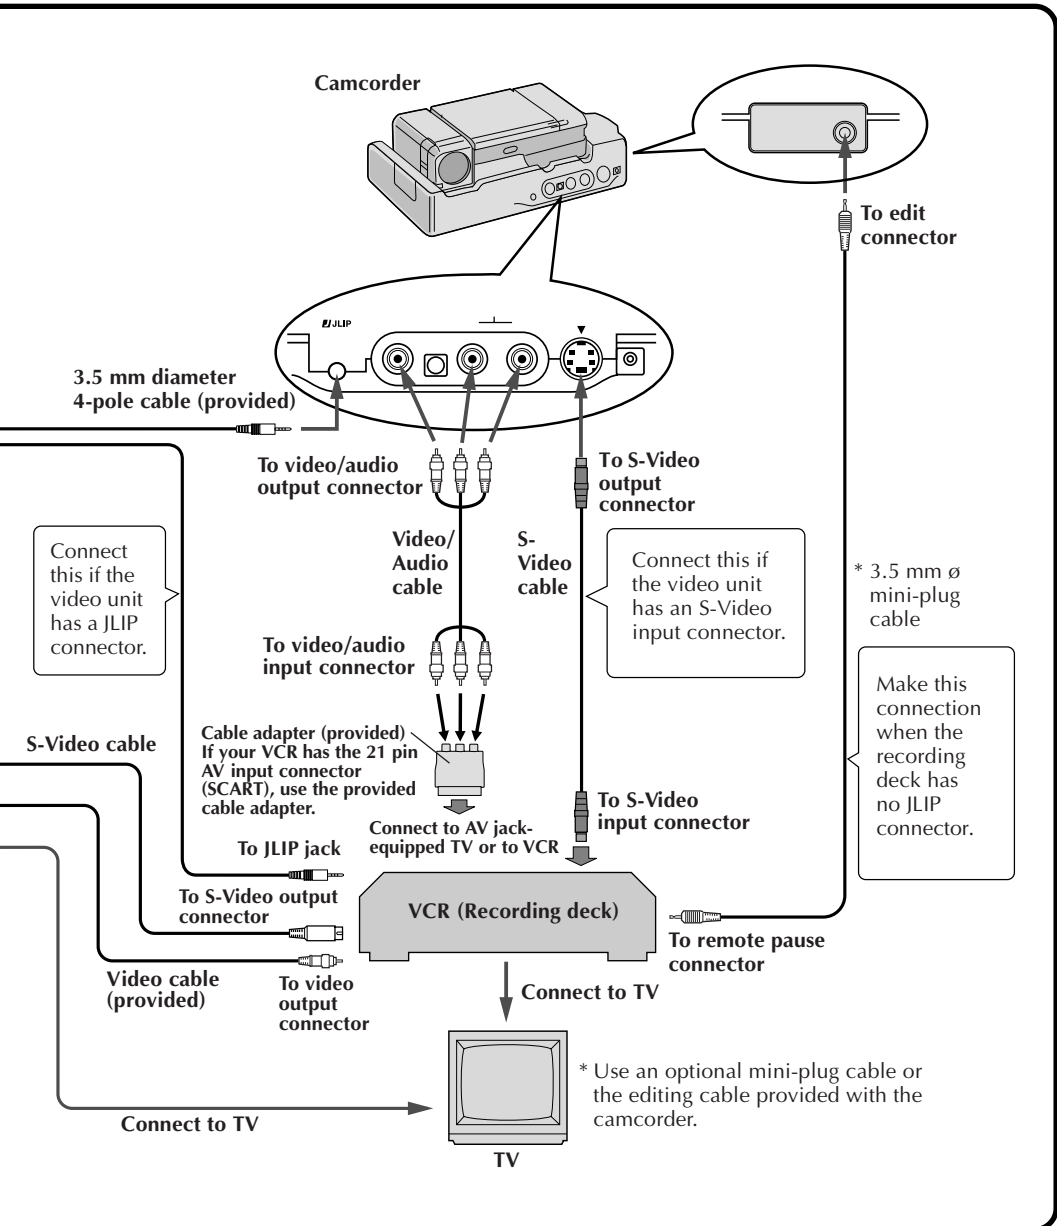 Camcorder
To edit
connector
JLIP
3.5 mm diameter
4-pole cable (provided)
To video/audio
output connector
To S-Video
output
connector
Video/
Audio
cable
S-
Video
cable
Connect
this if the
video unit
has a JLIP
connector.
Connect this if
the video unit
has an S-Video
input connector.
* 3.5 mm ø
mini-plug
cable
To video/audio
input connector
Make this
connection
when the
recording
deck has
no JLIP
connector.
S-Video cable
Cable adapter (provided)
If your VCR has the 21 pin
AV input connector
(SCART), use the provided
cable adapter.
To S-Video
input connector
Connect to AV jack-
equipped TV or to VCR
To JLIP jack
To S-Video output
connector
VCR (Recording deck)
To remote pause
connector
Video cable
(provided)
To video
output
connector
Connect to TV
* Use an optional mini-plug cable or
the editing cable provided with the
camcorder.
Connect to TV
TV